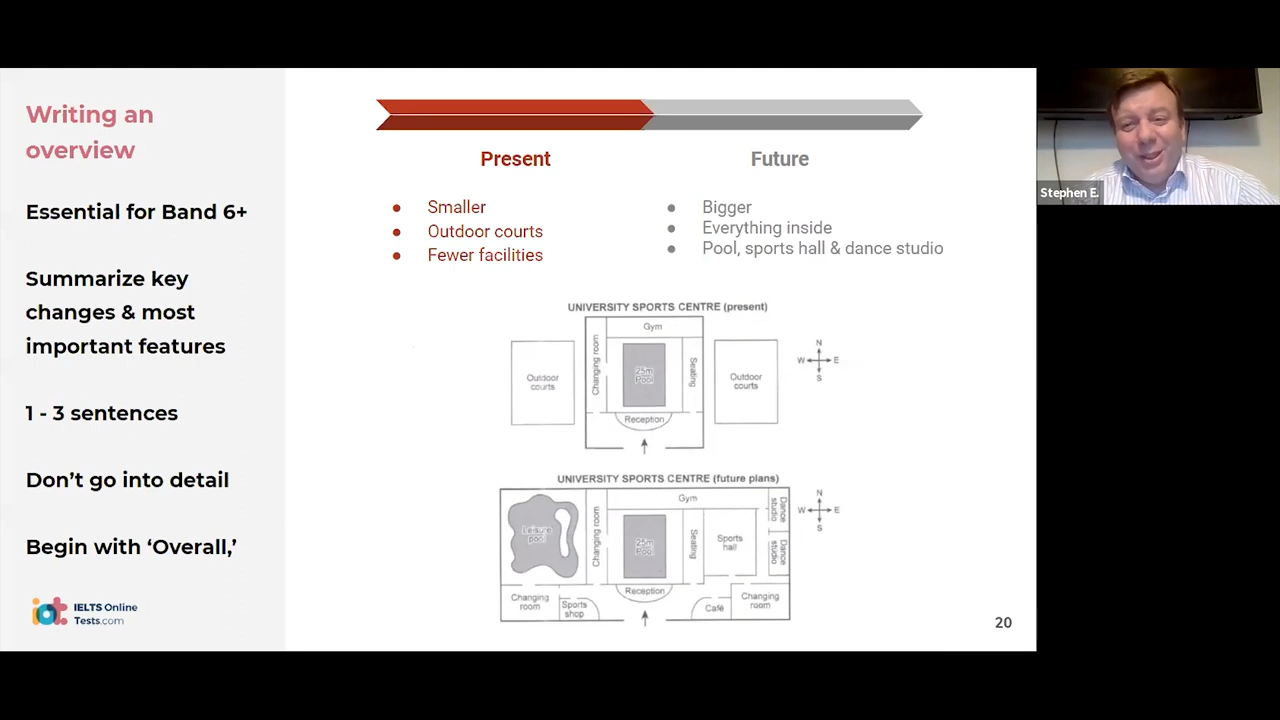 Writing an
overview
Essential for Band 6+
Summarize key
changes & most
important features
1 - 3 sentences
Don't go into detail
Begin with 'Overall,'
IELTS Online
Tests.com
Present
Smaller
Outdoor courts
Fewer facilities
Future
Bigger
Everything inside
Pool, sports hall & dance studio
UNIVERSITY SPORTS CENTRE (present)
Gym
Changing room
25m
Pool
Seating
Outdoor
courts
Outdoor
courts
Reception
N
W
E
S
UNIVERSITY SPORTS CENTRE (future plans)
Gym
Leisure
pool
Changing room
25m
Pool
Seating
Sports
hall
Dance
studio
Dance
studio
Reception
Changing
room
Sports
shop
Café
Changing
room
N
W
E
S
20
Stephen E.